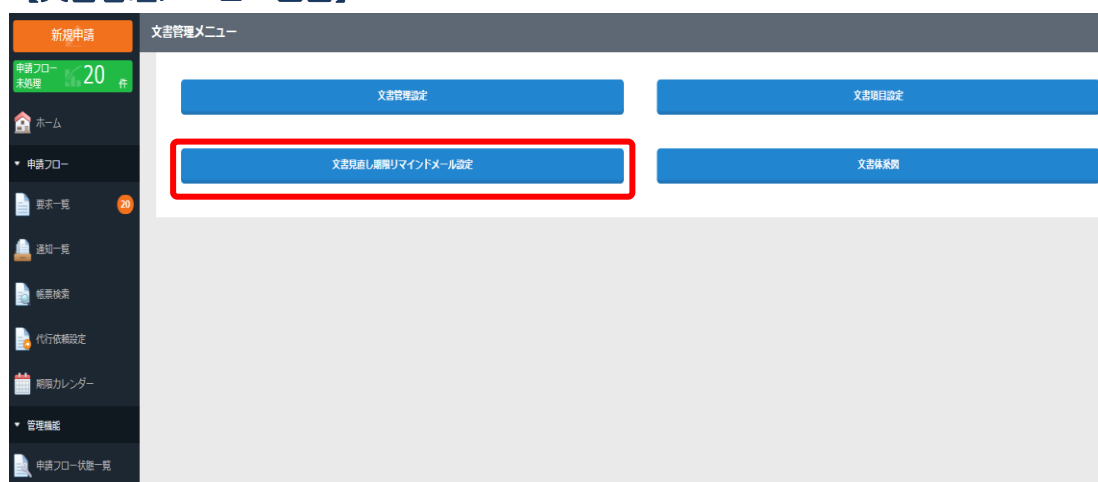 新規申請
文書管理メニュー
申請フロー
未処理 20 件
文書管理設定
文書項目設定
ホーム
申請フロー
文書見直し期限リマインドメール設定
文書体系図
要求一覧 20
通知一覧
帳票検索
代行依頼設定
期限カレンダー
管理機能
申請フロー状態一覧